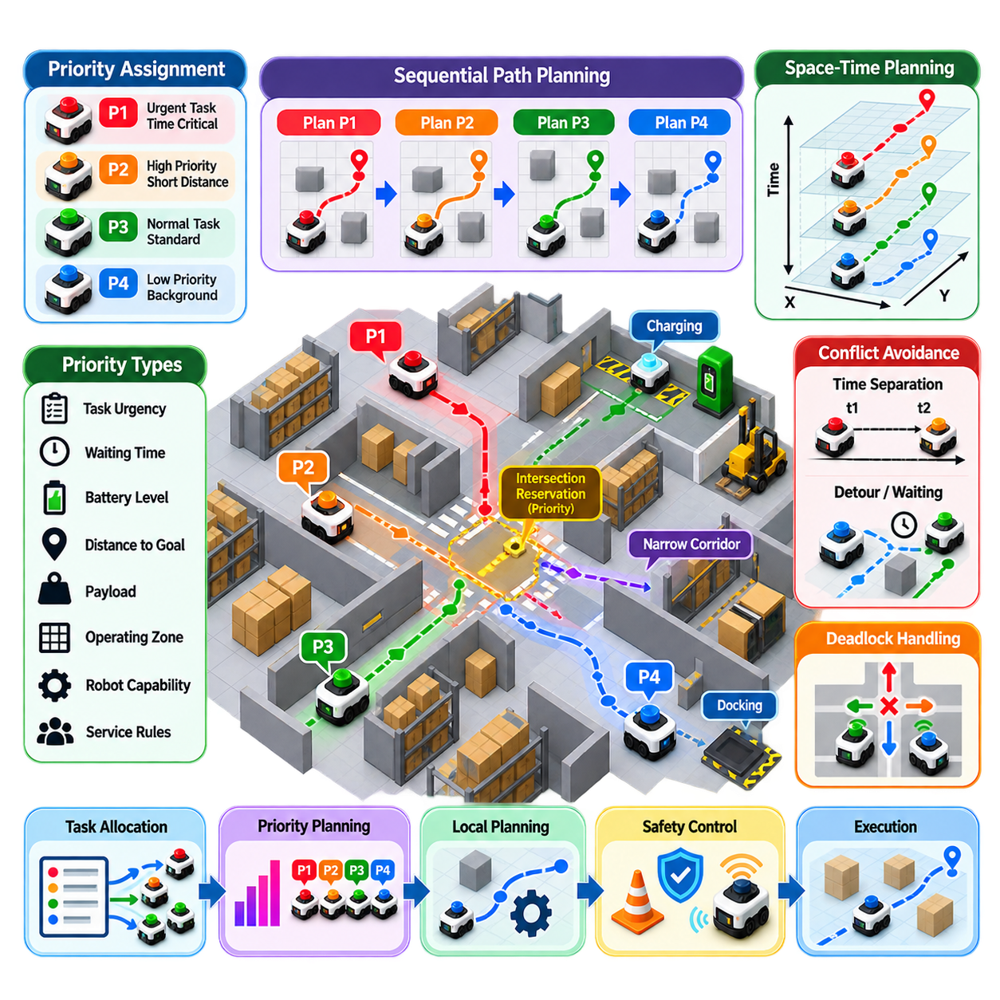 Priority Assignment
P1
Urgent Task
Time Critical
P2
High Priority
Short Distance
P3
Normal Task
Standard
P4
Low Priority
Background
Sequential Path Planning
Plan P1
Plan P2
Plan P3
Plan P4
Space-Time Planning
Time
X
Y
Priority Types
Task Urgency
Waiting Time
Battery Level
Distance to Goal
Payload
Operating Zone
Robot Capability
Service Rules
P1
Charging
P2
Intersection
Reservation
(Priority)
Narrow Corridor
P3
P4
Docking
Conflict Avoidance
Time Separation
t1
t2
Detour / Waiting
Deadlock Handling
Task Allocation
Priority Planning
P1
P2
P3
P4
Local Planning
Safety Control
Execution